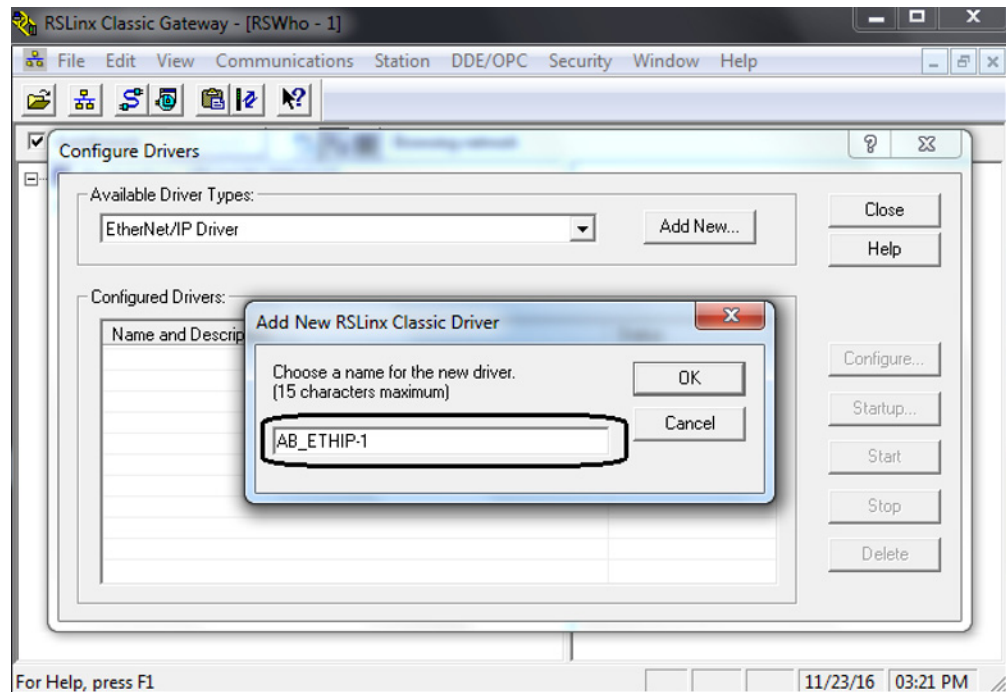 RSLinx Classic Gateway - [RSWho - 1]
File Edit View Communications Station DDE/OPC Security Window Help
Configure Drivers
Available Driver Types:
EtherNet/IP Driver
Add New...
Close
Help
Configured Drivers:
Name and Descrip
Add New RSLinx Classic Driver
Choose a name for the new driver.
(15 characters maximum)
AB_ETHIP-1
OK
Cancel
Configure...
Startup...
Start
Stop
Delete
For Help, press F1
11/23/16 03:21 PM